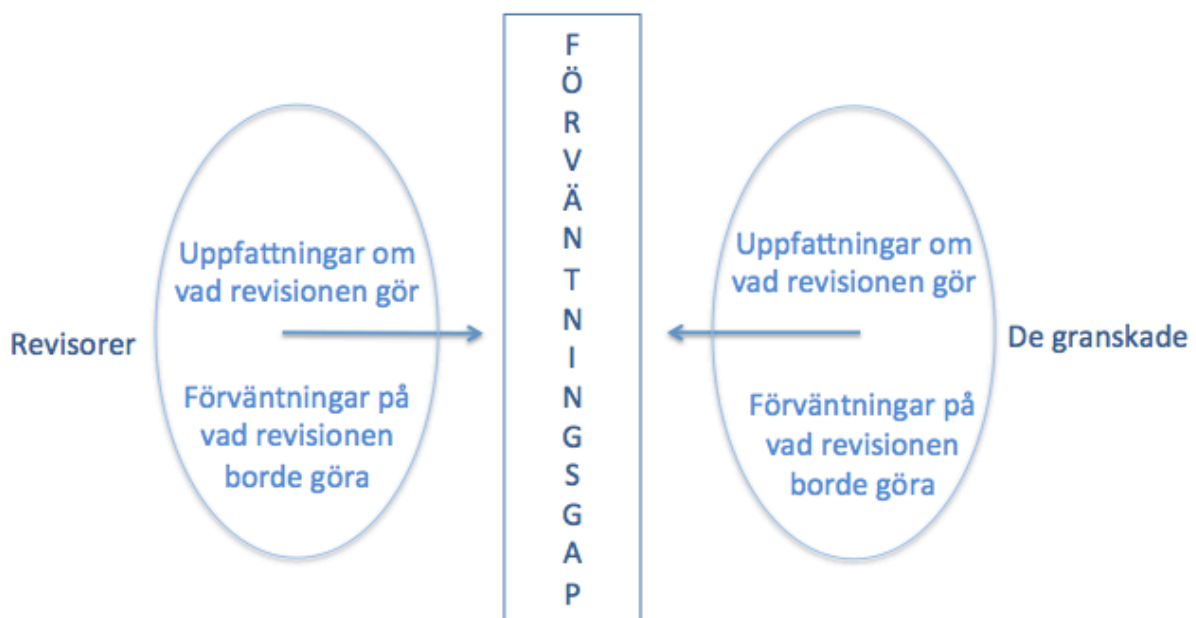 Revisorer
Uppfattningar om
vad revisionen gör
Förväntningar på
vad revisionen
borde göra
F
Ö
R
V
Ä
N
T
N
I
N
G
S
G
A
P
Uppfattningar om
vad revisionen gör
Förväntningar på
vad revisionen
borde göra
De granskade